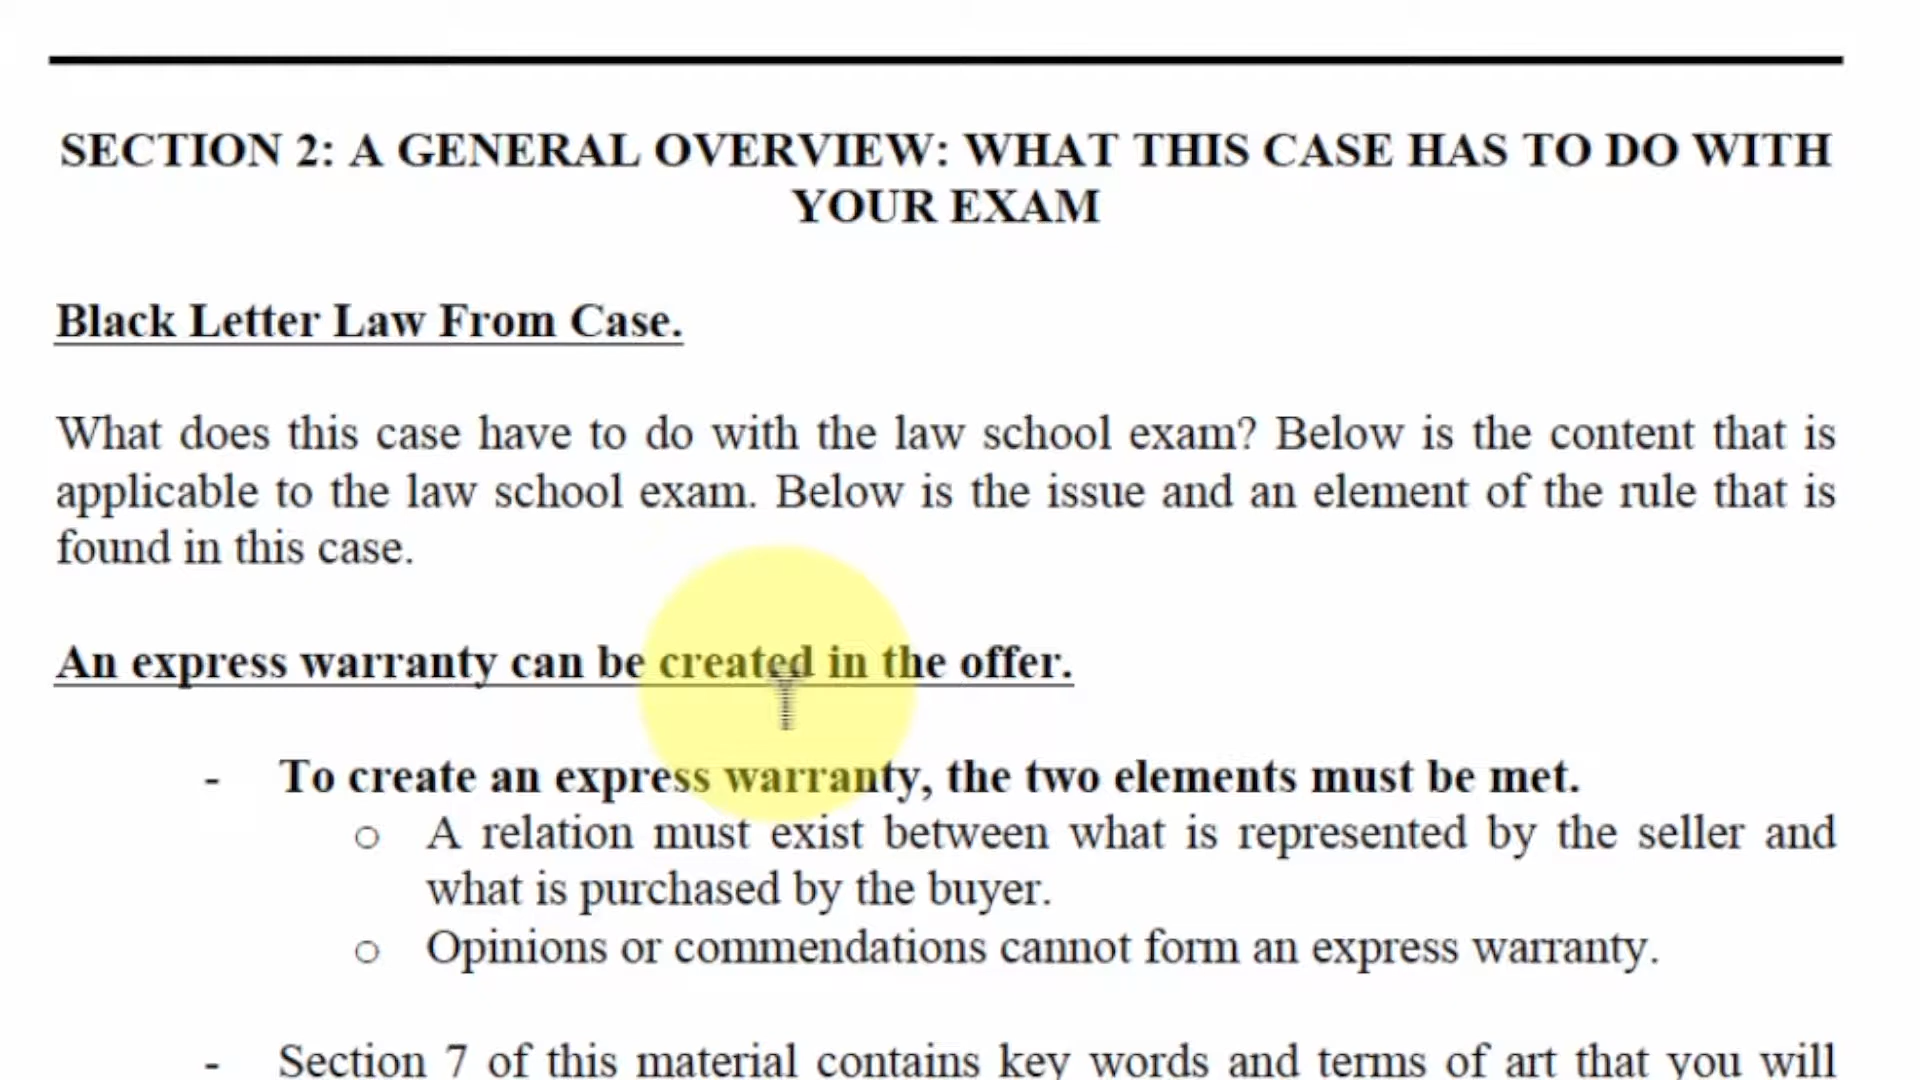 SECTION 2: A GENERAL OVERVIEW: WHAT THIS CASE HAS TO DO WITH
YOUR EXAM
Black Letter Law From Case.
What does this case have to do with the law school exam? Below is the content that is
applicable to the law school exam. Below is the issue and an element of the rule that is
found in this case.
An express warranty can be created in the offer.
- To create an express warranty, the two elements must be met.
o A relation must exist between what is represented by the seller and
what is purchased by the buyer.
o Opinions or commendations cannot form an express warranty.
- Section 7 of this material contains key words and terms of art that you will